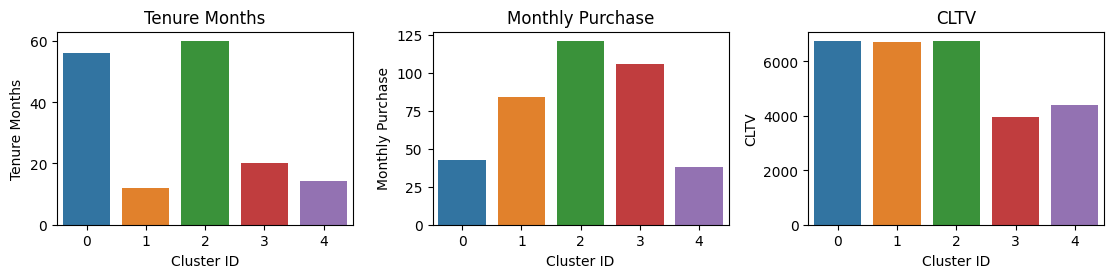 Tenure Months
60
40
20
0
Tenure Months
0 1 2 3 4
Cluster ID
Monthly Purchase
125
100
75
50
25
0
Monthly Purchase
0 1 2 3 4
Cluster ID
CLTV
6000
4000
2000
0
CLTV
0 1 2 3 4
Cluster ID